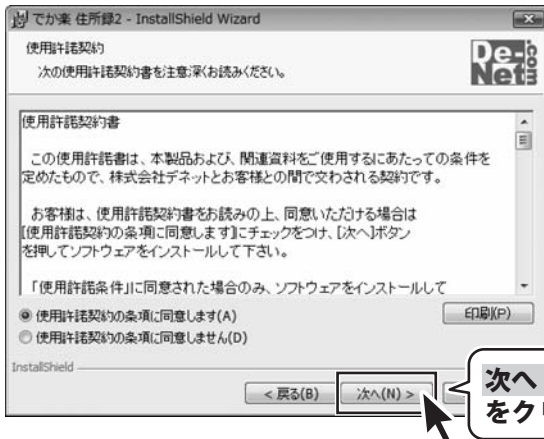 でか楽 住所録2 - InstallShield Wizard
使用許諾契約
次の使用許諾契約書を注意深くお読みください。
De-Net.com
使用許諾契約書
この使用許諾書は、本製品および、関連資料をご使用するにあたっての条件を
定めたもので、株式会社デネットとお客様との間で交わされる契約です。
お客様は、使用許諾契約書をお読みの上、同意いただける場合は
[使用許諾契約の条項に同意します]にチェックをつけ、[次へ]ボタン
を押してソフトウェアをインストールして下さい。
「使用許諾条件」に同意された場合のみ、ソフトウェアをインストールして
使用許諾契約の条項に同意します(A)
印刷(P)
使用許諾契約の条項に同意しません(D)
InstallShield
< 戻る(B)
次へ(N) >
次へ
をク